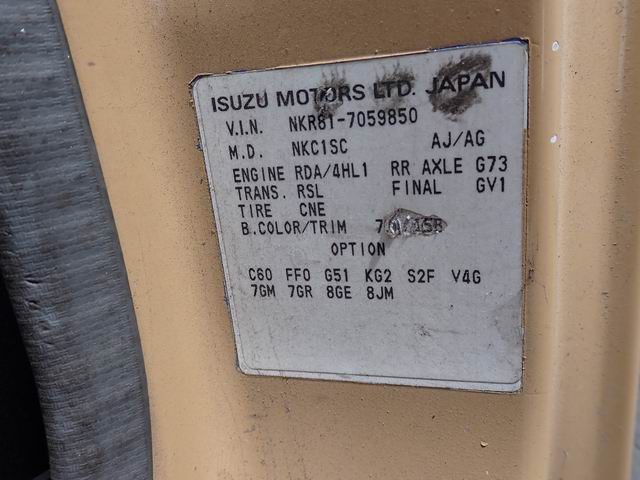 ISUZU MOTORS LTD. JAPAN
V.I.N. NKR81-7059850
M.D. NKC1SC AJ/AG
ENGINE RDA/4HL1 RR AXLE G73
TRANS. RSL FINAL GV1
TIRE CNE
B.COLOR/TRIM
OPTION
C60 FF0 G51 KG2 S2F V4G
7GM 7GR 8GE 8JM